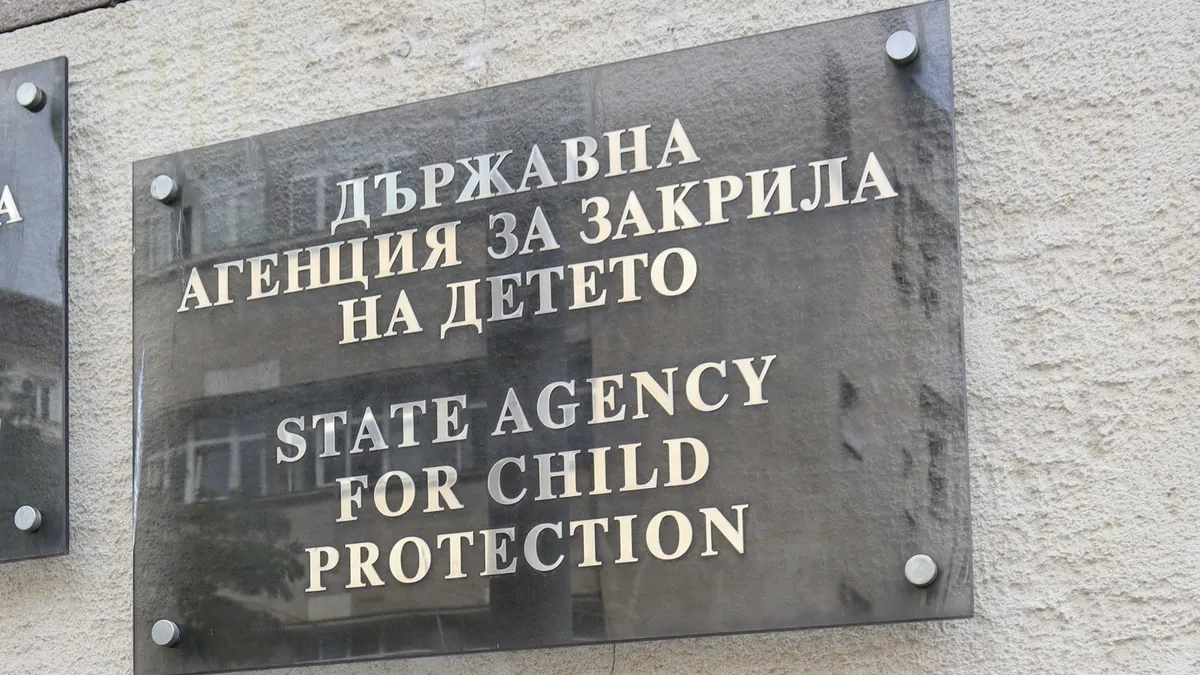 ДЪРЖАВНА
АГЕНЦИЯ ЗА ЗАКРИЛА
НА ДЕТЕТО
STATE AGENCY
FOR CHILD
PROTECTION